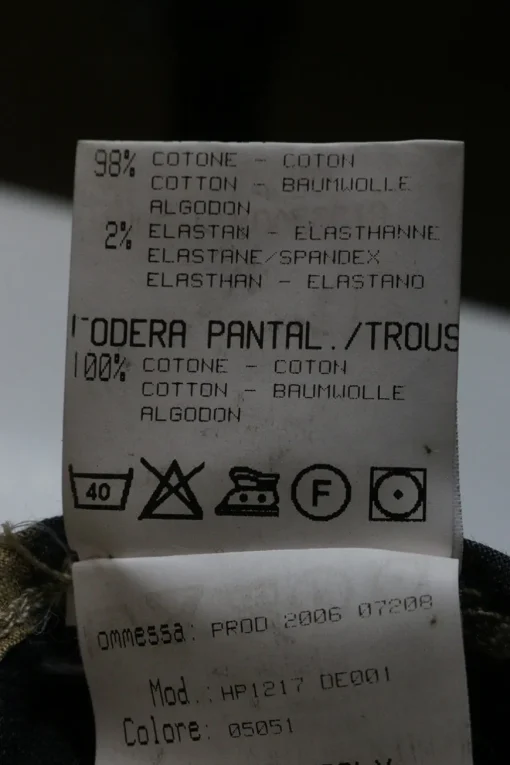 98% COTONE - COTON
COTTON - BAUMWOLLE
ALGODON
2% ELASTAN - ELASTHANNE
ELASTANE/SPANDEX
ELASTHAN - ELASTANO
ODERA PANTAL./TROUS
100% COTONE - COTON
COTTON - BAUMWOLLE
ALGODON
40 F
ommessa: PROD 2006 07208
Mod.: HP1217 DE001
Colore: 05051